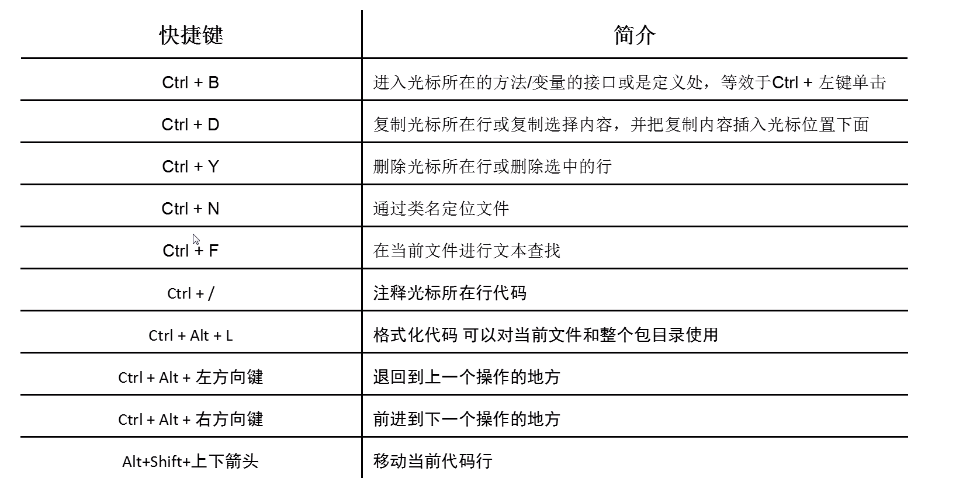 快捷键 简介
Ctrl + B 进入光标所在的方法/变量的接口或是定义处，等效于Ctrl + 左键单击
Ctrl + D 复制光标所在行或复制选择内容，并把复制内容插入光标位置下面
Ctrl + Y 删除光标所在行或删除选中的行
Ctrl + N 通过类名定位文件
Ctrl + F 在当前文件进行文本查找
Ctrl + / 注释光标所在行代码
Ctrl + Alt + L 格式化代码 可以对当前文件和整个包目录使用
Ctrl + Alt + 左方向键 退回到上一个操作的地方
Ctrl + Alt + 右方向键 前进到下一个操作的地方
Alt+Shift+上下箭头 移动当前代码行